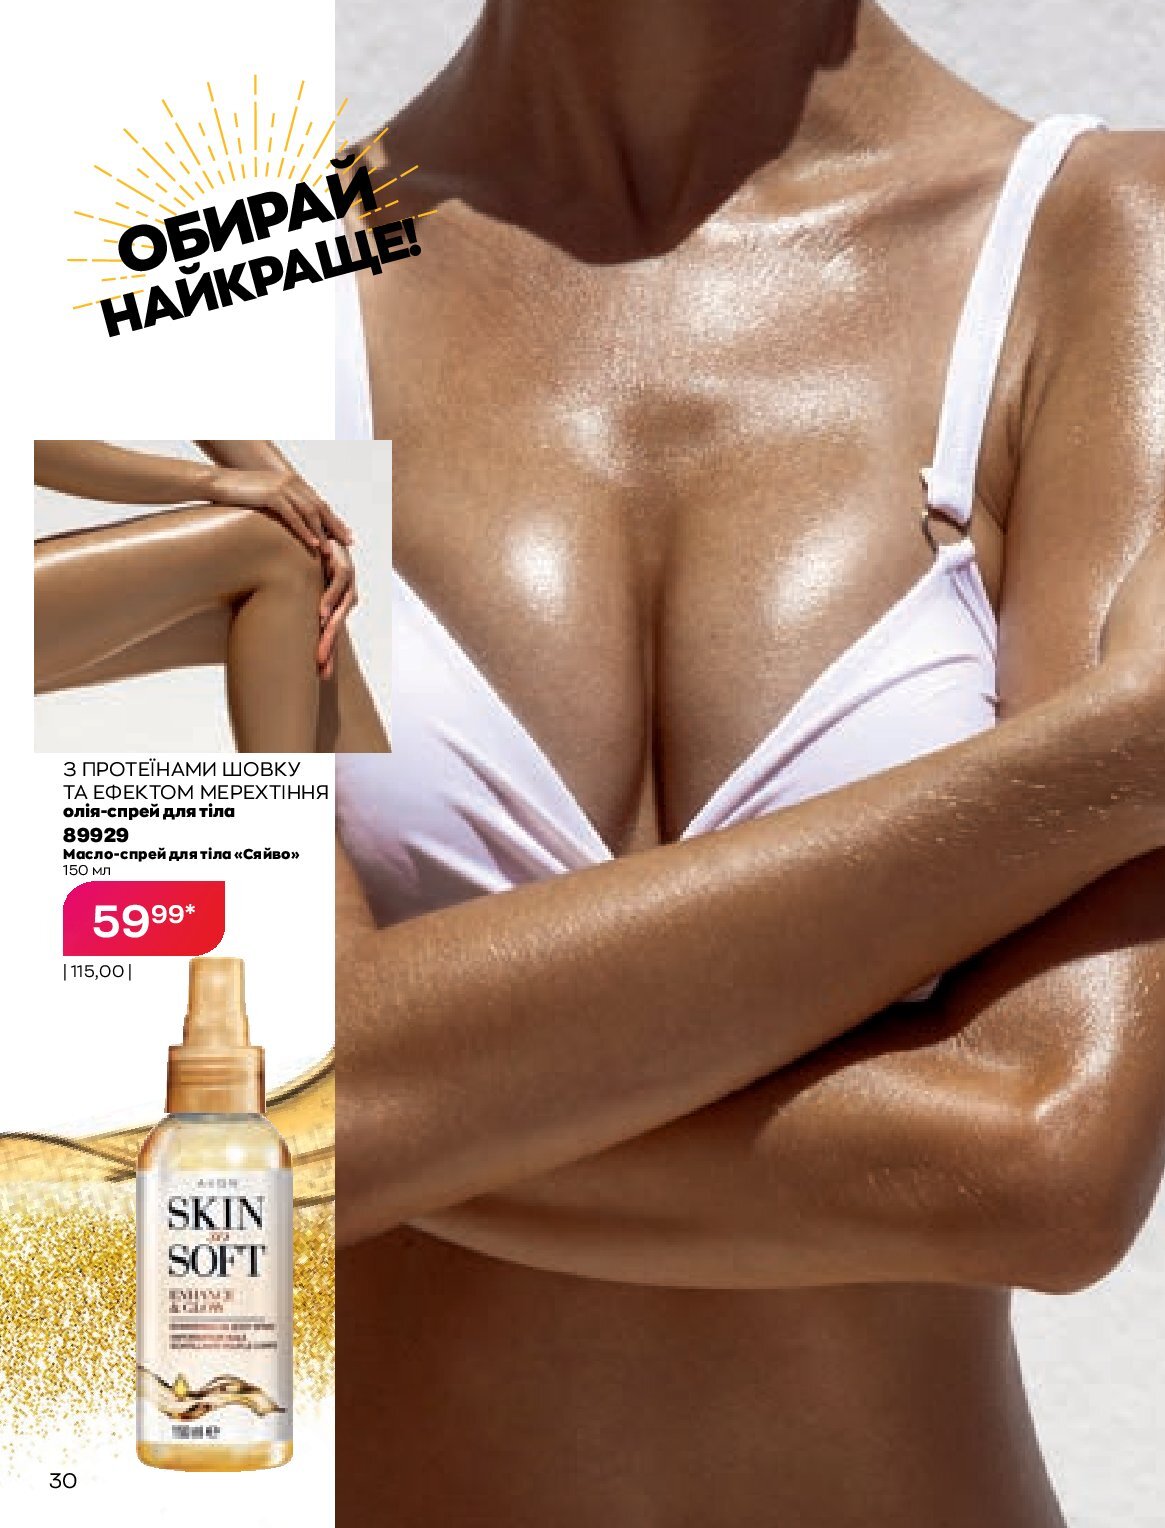 ОБИРАЙ
НАЙКРАЩЕ!
З ПРОТЕЇНАМИ ШОВКУ
ТА ЕФЕКТОМ МЕРЕХТІННЯ
олія-спрей для тіла
89929
Масло-спрей для тіла «Сяйво»
150 мл
59⁹⁹*
| 115,00 |
AVON
SKIN
so
SOFT
ENHANCE
& GLOW
150 ml e
30